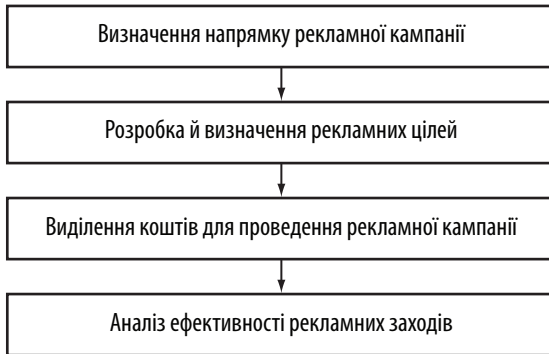 Визначення напрямку рекламної кампанії
Розробка й визначення рекламних цілей
Виділення коштів для проведення рекламної кампанії
Аналіз ефективності рекламних заходів